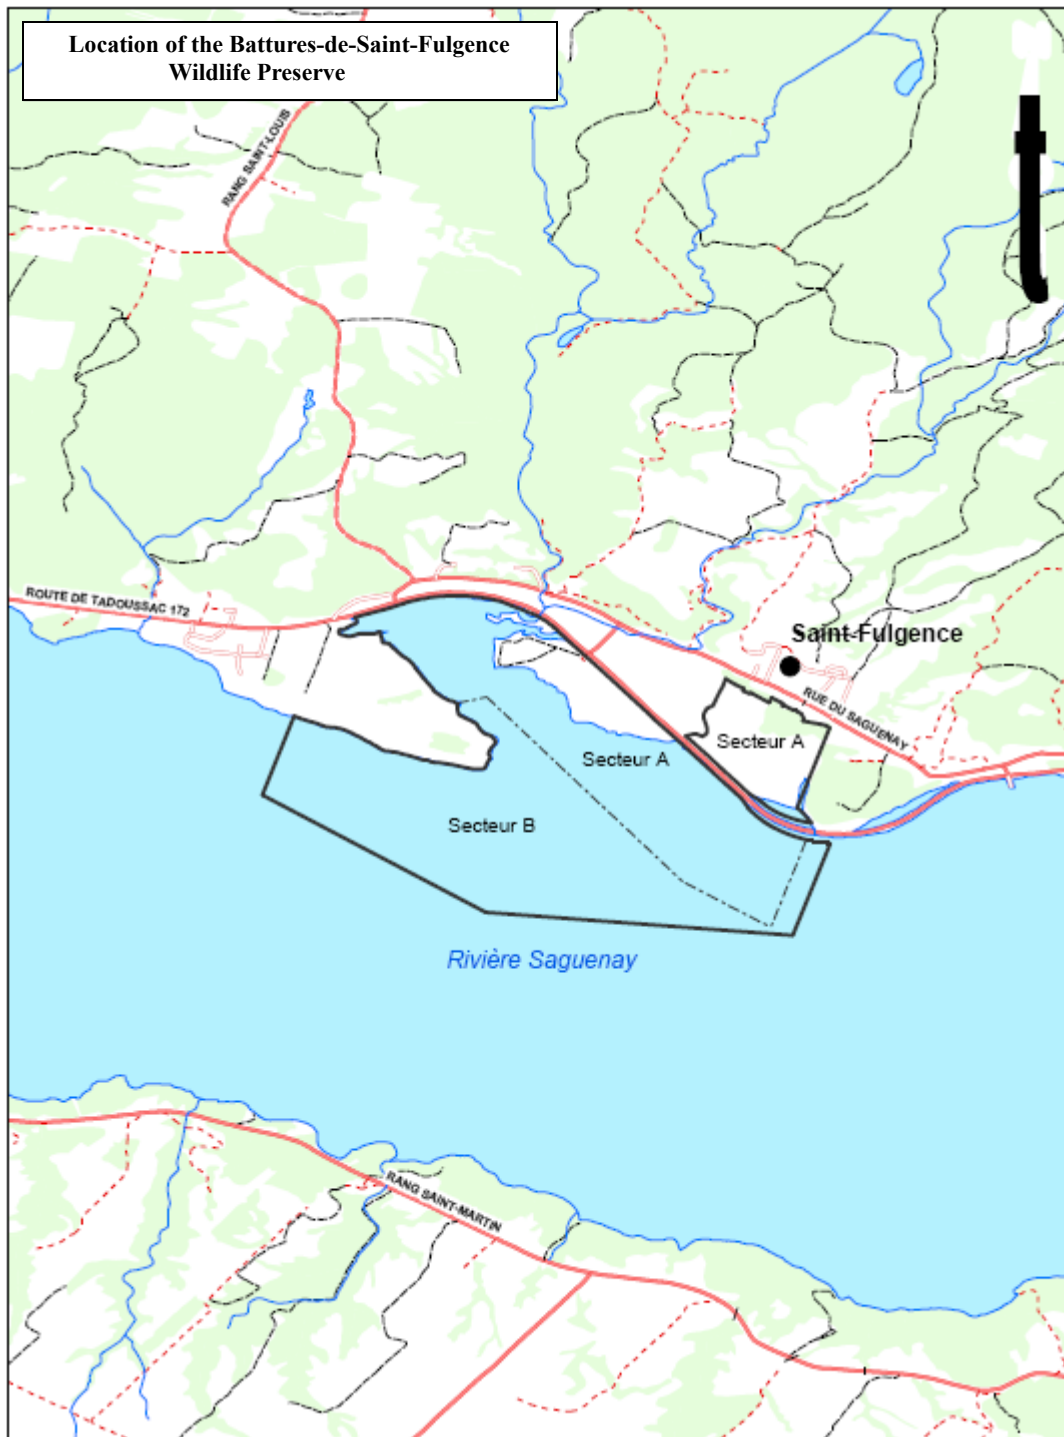 Location of the Battures-de-Saint-Fulgence
Wildlife Preserve
RANG SAINT-LOUIS
ROUTE DE TADOUSSAC 172
Saint-Fulgence
RUE DU SAGUENAY
Secteur A
Secteur A
Secteur B
Rivière Saguenay
RANG SAINT-MARTIN